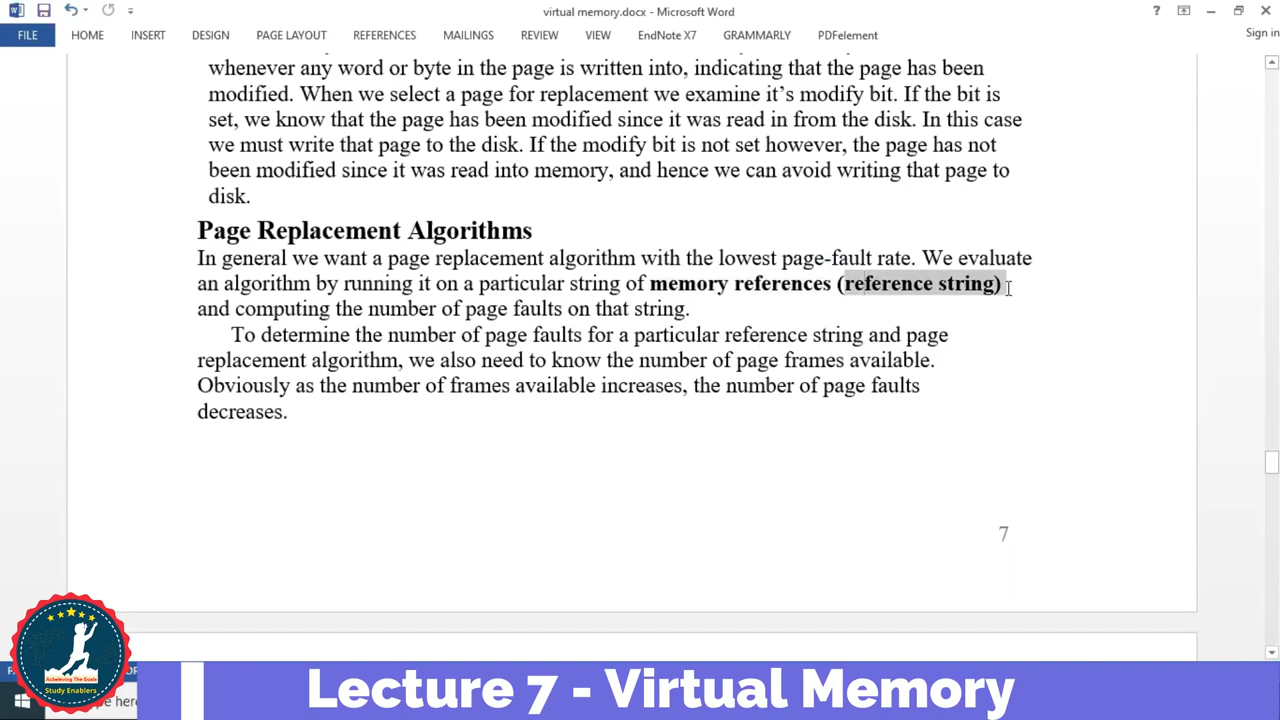 virtual memory.docx - Microsoft Word
FILE HOME INSERT DESIGN PAGE LAYOUT REFERENCES MAILINGS REVIEW VIEW EndNote X7 GRAMMARLY PDFelement Sign in
whenever any word or byte in the page is written into, indicating that the page has been
modified. When we select a page for replacement we examine it's modify bit. If the bit is
set, we know that the page has been modified since it was read in from the disk. In this case
we must write that page to the disk. If the modify bit is not set however, the page has not
been modified since it was read into memory, and hence we can avoid writing that page to
disk.
Page Replacement Algorithms
In general we want a page replacement algorithm with the lowest page-fault rate. We evaluate
an algorithm by running it on a particular string of memory references (reference string)
and computing the number of page faults on that string.
To determine the number of page faults for a particular reference string and page
replacement algorithm, we also need to know the number of page frames available.
Obviously as the number of frames available increases, the number of page faults
decreases.
7
Acheieving The Goals
Study Enablers
Lecture 7 - Virtual Memory